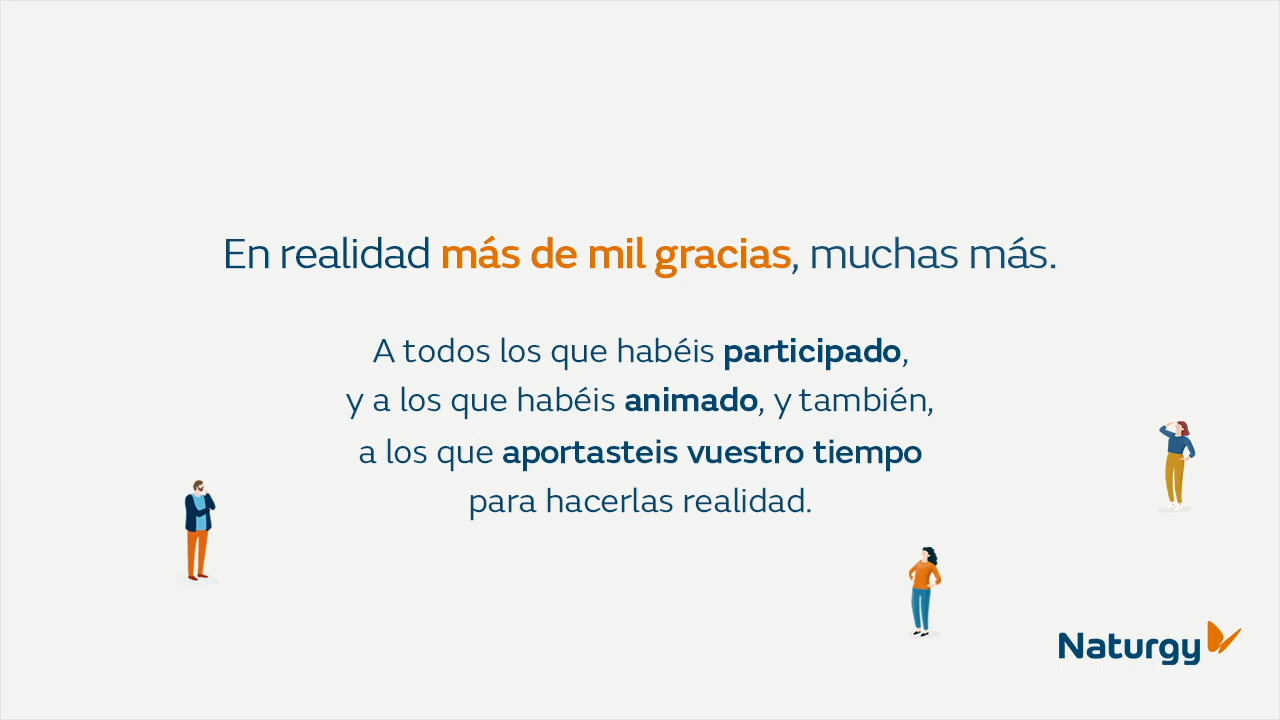 En realidad más de mil gracias, muchas más.
A todos los que habéis participado,
y a los que habéis animado, y también,
a los que aportasteis vuestro tiempo
para hacerlas realidad.
Naturgy